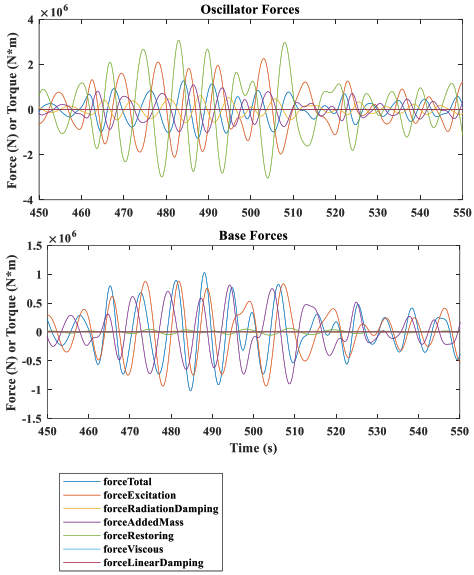 ×10^6
Oscillator Forces
Force (N) or Torque (N*m)
4
2
0
-2
-4
450 460 470 480 490 500 510 520 530 540 550
×10^6
Base Forces
Force (N) or Torque (N*m)
1.5
1
0.5
0
-0.5
-1
-1.5
450 460 470 480 490 500 510 520 530 540 550
Time (s)
forceTotal
forceExcitation
forceRadiationDamping
forceAddedMass
forceRestoring
forceViscous
forceLinearDamping